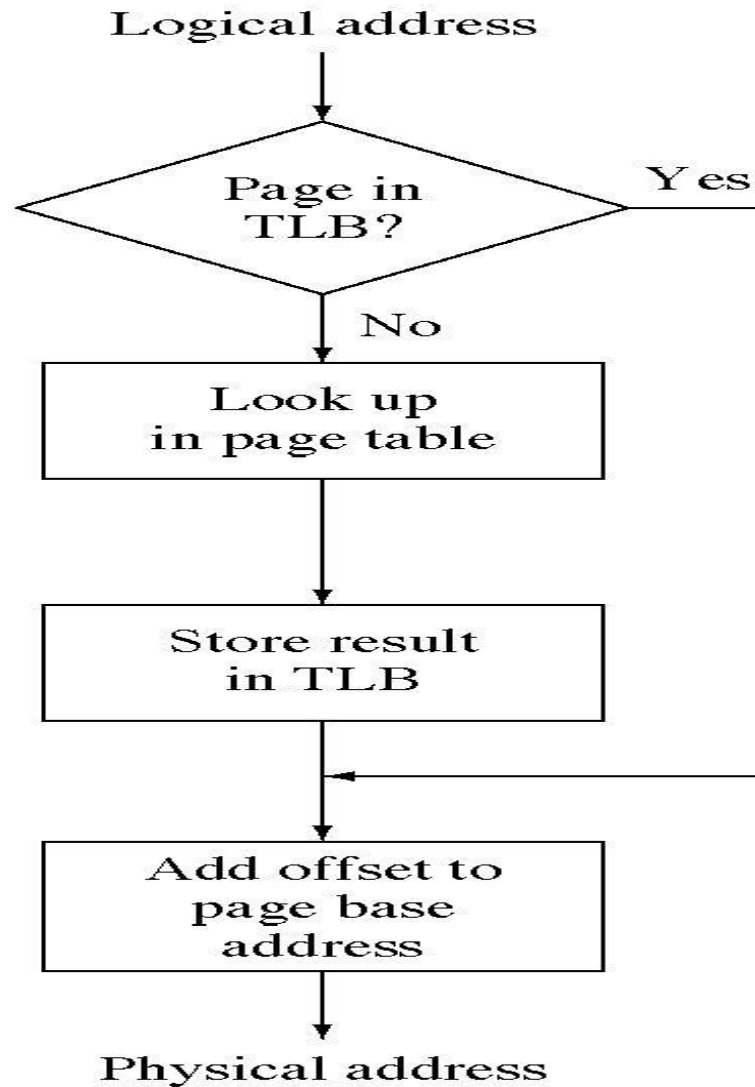 Logical address
Page in
TLB?
Yes
No
Look up
in page table
Store result
in TLB
Add offset to
page base
address
Physical address